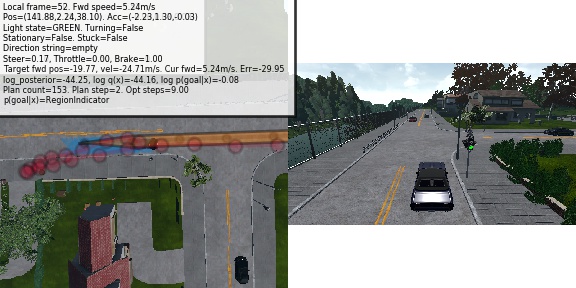 Local frame=52. Fwd speed=5.24m/s
Pos=(141.88,2.24,38.10). Acc=(-2.23,1.30,-0.03)
Light state=GREEN. Turning=False
Stationary=False. Stuck=False
Direction string=empty
Steer=0.17, Throttle=0.00, Brake=1.00
Target fwd pos=-19.77, vel=-24.71m/s. Cur fwd=5.24m/s. Err=-29.95
log_posterior=-44.25, log q(x)=-44.16, log p(goal|x)=-0.08
Plan count=153. Plan step=2. Opt steps=9.00
p(goal|x)=RegionIndicator